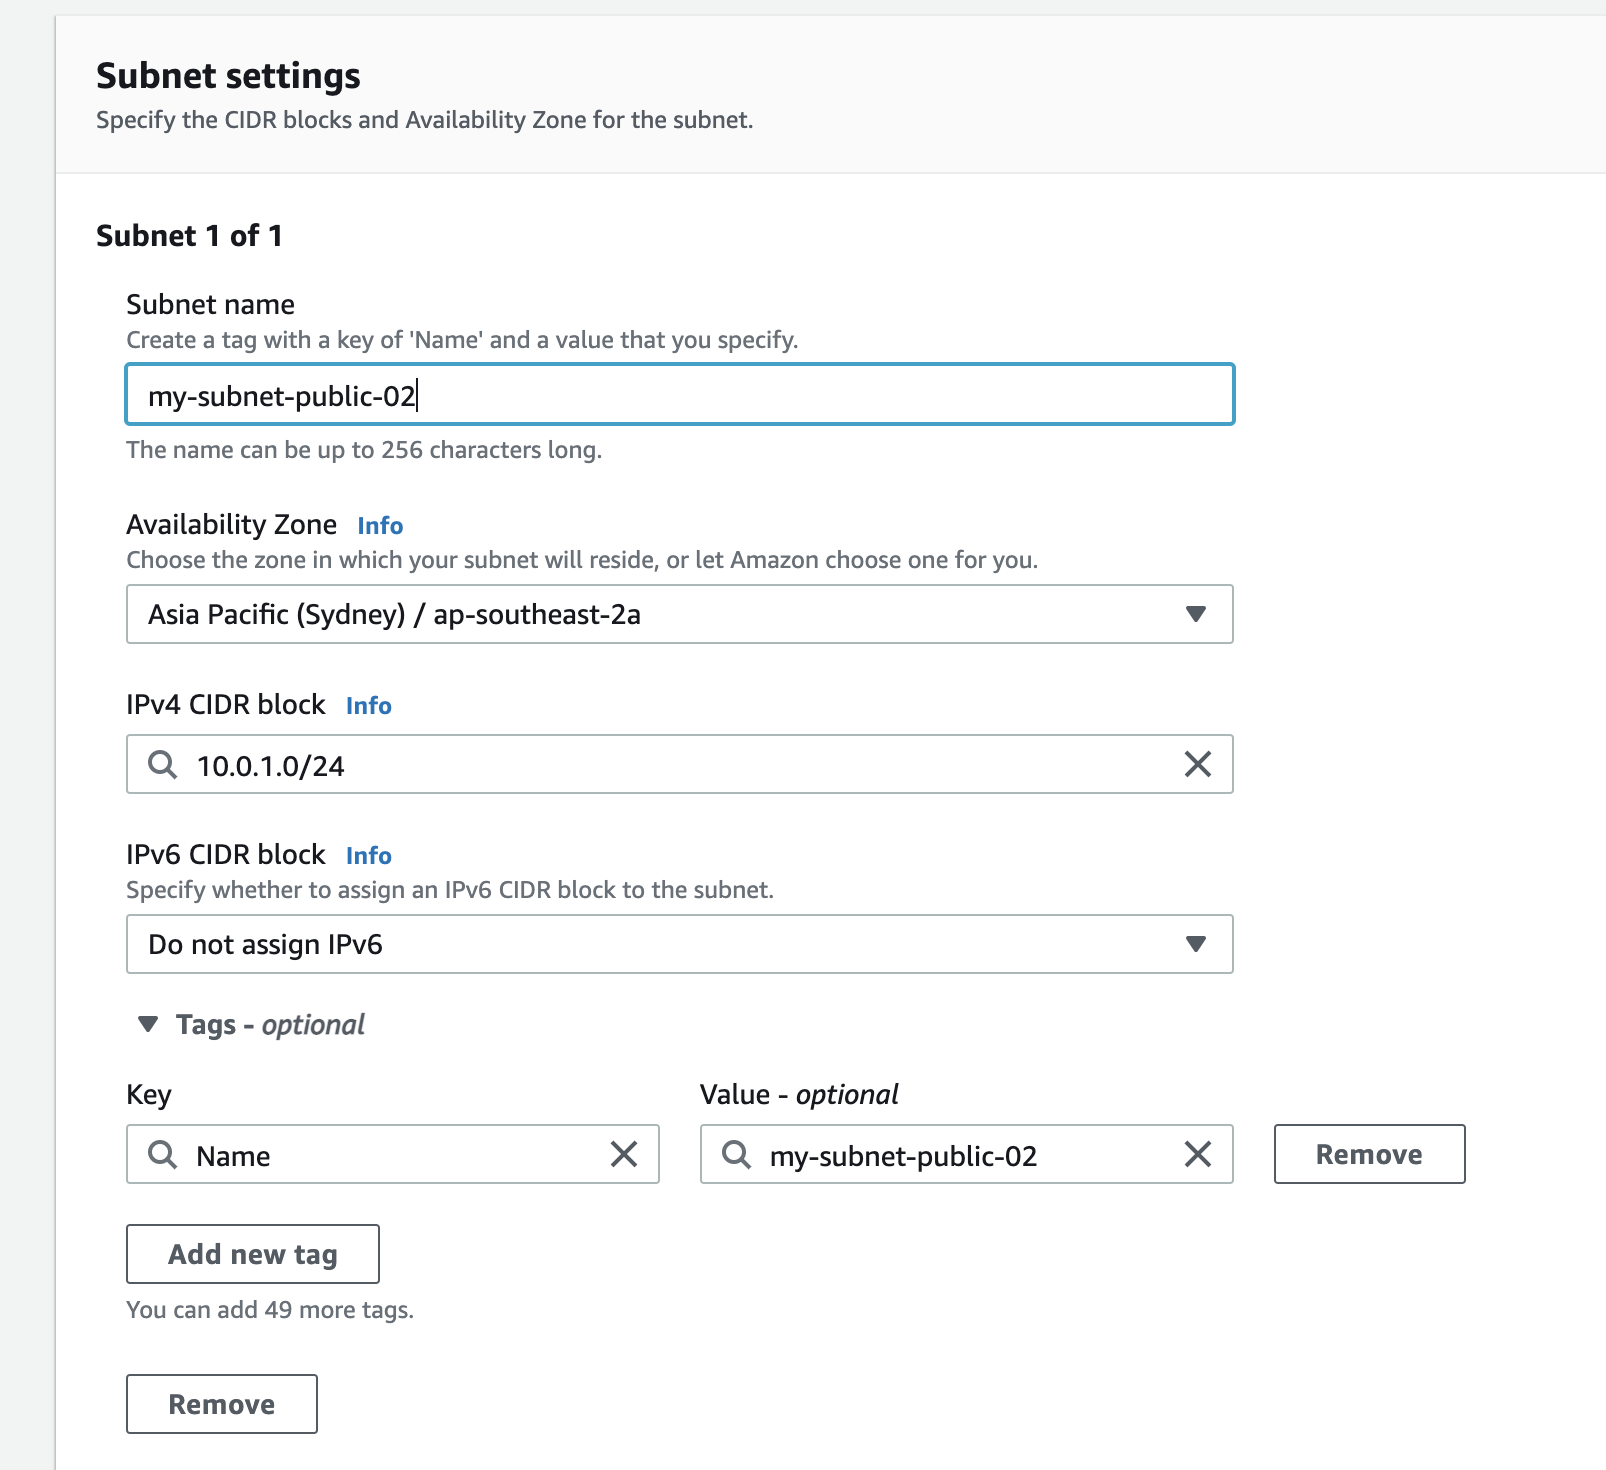 Subnet settings
Specify the CIDR blocks and Availability Zone for the subnet.
Subnet 1 of 1
Subnet name
Create a tag with a key of 'Name' and a value that you specify.
my-subnet-public-02
The name can be up to 256 characters long.
Availability Zone Info
Choose the zone in which your subnet will reside, or let Amazon choose one for you.
Asia Pacific (Sydney) / ap-southeast-2a
IPv4 CIDR block Info
10.0.1.0/24
IPv6 CIDR block Info
Specify whether to assign an IPv6 CIDR block to the subnet.
Do not assign IPv6
Tags - optional
Key Value - optional
Name my-subnet-public-02 Remove
Add new tag
You can add 49 more tags.
Remove